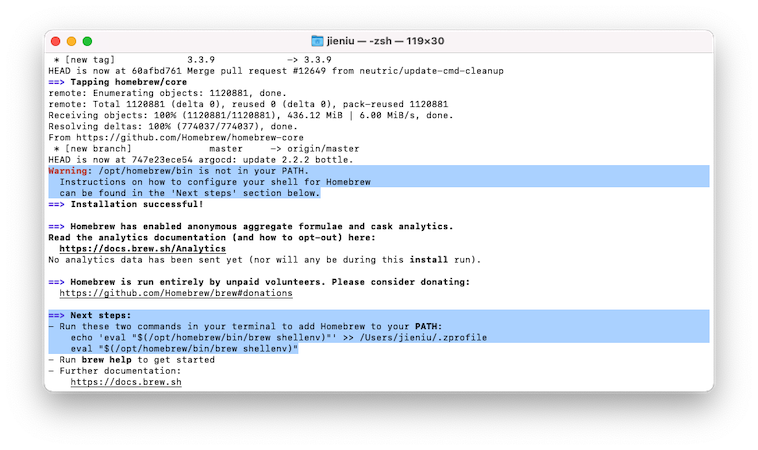 jieniu — -zsh — 119×30
* [new tag] 3.3.9 -> 3.3.9
HEAD is now at 60afbd761 Merge pull request #12649 from neutric/update-cmd-cleanup
==> Tapping homebrew/core
remote: Enumerating objects: 1120881, done.
remote: Total 1120881 (delta 0), reused 0 (delta 0), pack-reused 1120881
Receiving objects: 100% (1120881/1120881), 436.12 MiB | 6.00 MiB/s, done.
Resolving deltas: 100% (774037/774037), done.
From https://github.com/Homebrew/homebrew-core
* [new branch] master -> origin/master
HEAD is now at 747e23ece54 argocd: update 2.2.2 bottle.
Warning: /opt/homebrew/bin is not in your PATH.
Instructions on how to configure your shell for Homebrew
can be found in the 'Next steps' section below.
==> Installation successful!
==> Homebrew has enabled anonymous aggregate formulae and cask analytics.
Read the analytics documentation (and how to opt-out) here:
https://docs.brew.sh/Analytics
No analytics data has been sent yet (nor will any be during this install run).
==> Homebrew is run entirely by unpaid volunteers. Please consider donating:
https://github.com/Homebrew/brew#donations
==> Next steps:
- Run these two commands in your terminal to add Homebrew to your PATH:
echo 'eval "$(/opt/homebrew/bin/brew shellenv)"' >> /Users/jieniu/.zprofile
eval "$(/opt/homebrew/bin/brew shellenv)"
- Run brew help to get started
- Further documentation:
https://docs.brew.sh